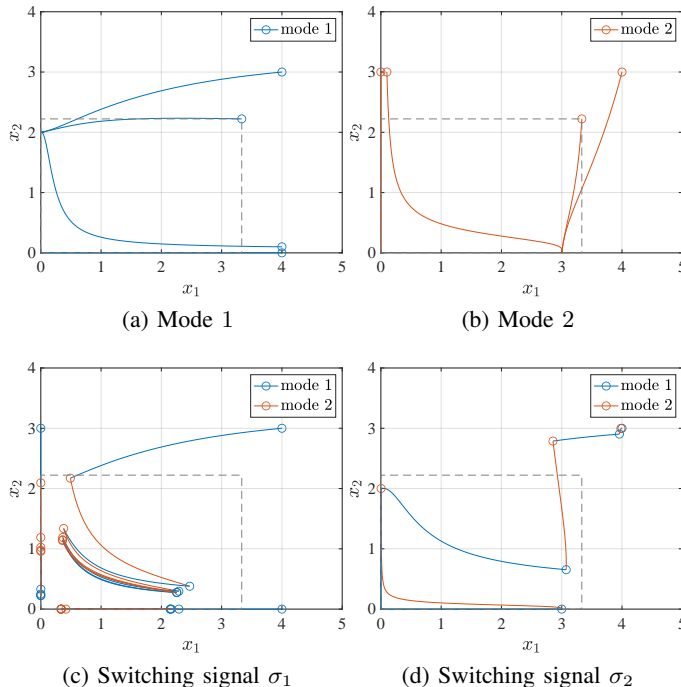 4
mode 1
3
x2
2
1
0
0 1 2 3 4 5
x1
(a) Mode 1
4
mode 2
3
x2
2
1
0
0 1 2 3 4 5
x1
(b) Mode 2
4
mode 1
mode 2
3
x2
2
1
0
0 1 2 3 4 5
x1
(c) Switching signal σ1
4
mode 1
mode 2
3
x2
2
1
0
0 1 2 3 4 5
x1
(d) Switching signal σ2